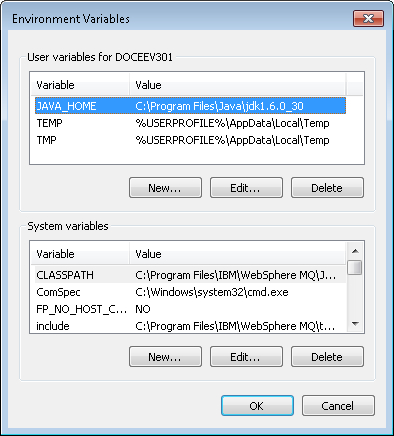 Environment Variables
User variables for DOCEEV301
Variable Value
JAVA_HOME C:\Program Files\Java\jdk1.6.0_30
TEMP %USERPROFILE%\AppData\Local\Temp
TMP %USERPROFILE%\AppData\Local\Temp
New... Edit... Delete
System variables
Variable Value
CLASSPATH C:\Program Files\IBM\WebSphere MQ\J...
ComSpec C:\Windows\system32\cmd.exe
FP_NO_HOST_C... NO
include C:\Program Files\IBM\WebSphere MQ\t...
New... Edit... Delete
OK Cancel